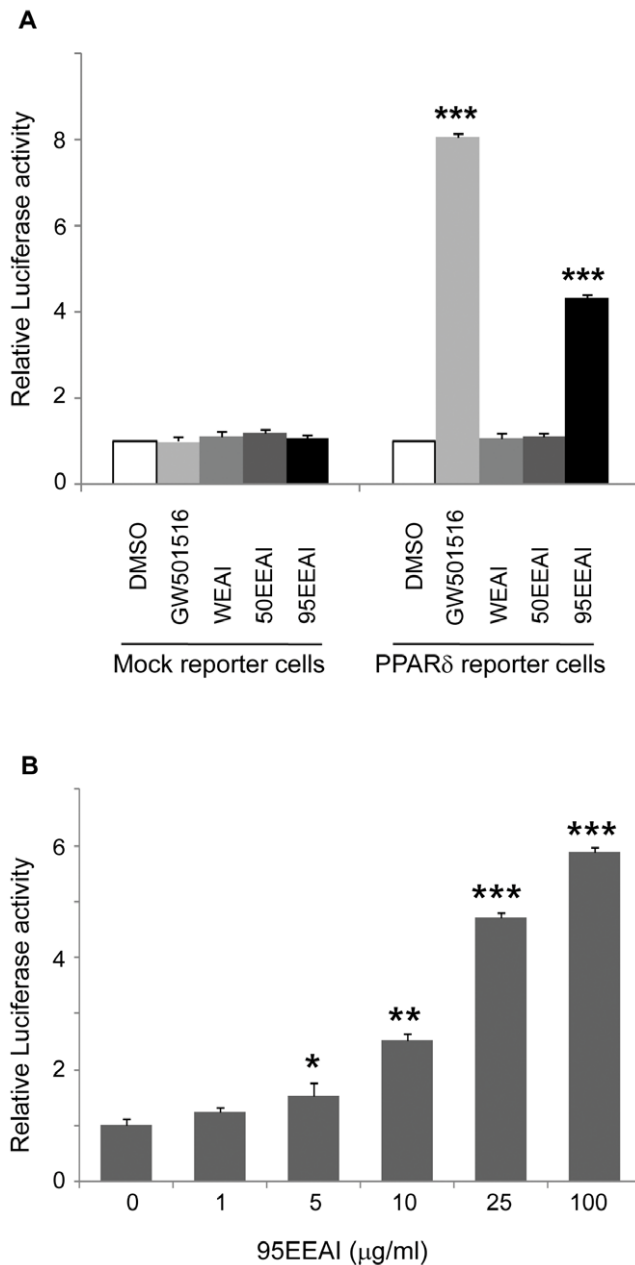 A
Relative Luciferase activity
8
6
4
2
0
*** ***
DMSO
GW501516
WEAI
50EEAI
95EEAI
DMSO
GW501516
WEAI
50EEAI
95EEAI
Mock reporter cells PPARδ reporter cells
B
Relative Luciferase activity
6
4
2
0
* ** *** ***
0 1 5 10 25 100
95EEAI (μg/ml)